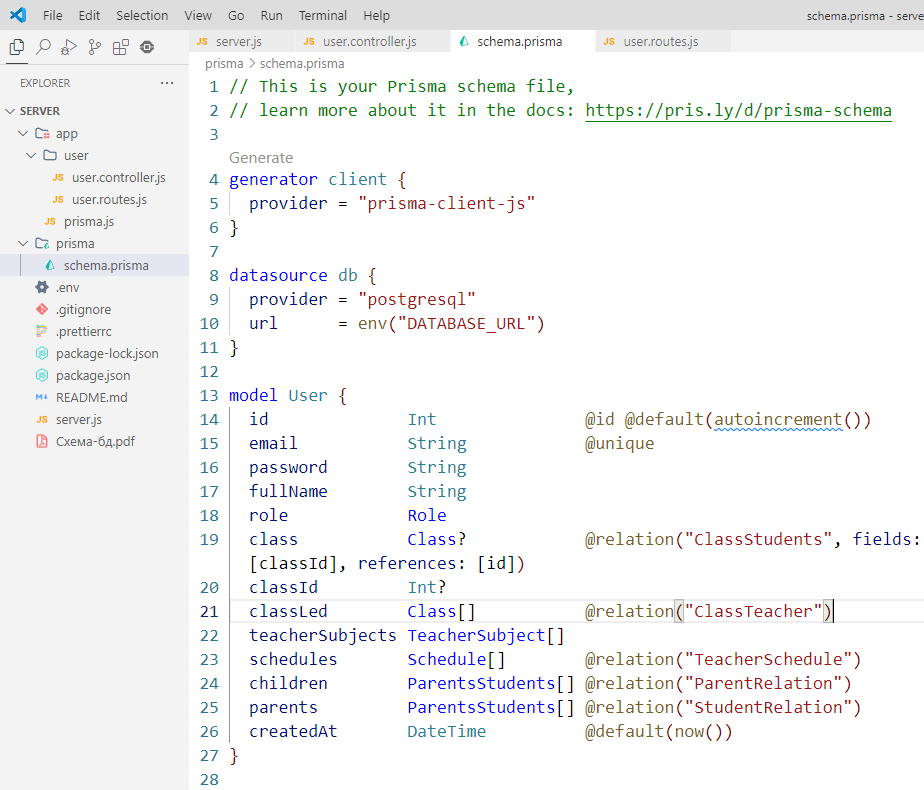 File Edit Selection View Go Run Terminal Help schema.prisma - serve
EXPLORER ...
SERVER
app
user
JS user.controller.js
JS user.routes.js
JS prisma.js
prisma
schema.prisma
.env
.gitignore
.prettierrc
package-lock.json
package.json
M↓ README.md
JS server.js
Схема-бд.pdf
JS server.js JS user.controller.js schema.prisma JS user.routes.js
prisma > schema.prisma
1 // This is your Prisma schema file,
2 // learn more about it in the docs: https://pris.ly/d/prisma-schema
3
Generate
4 generator client {
5 provider = "prisma-client-js"
6 }
7
8 datasource db {
9 provider = "postgresql"
10 url = env("DATABASE_URL")
11 }
12
13 model User {
14 id Int @id @default(autoincrement())
15 email String @unique
16 password String
17 fullName String
18 role Role
19 class Class? @relation("ClassStudents", fields:
[classId], references: [id])
20 classId Int?
21 classLed Class[] @relation("ClassTeacher")
22 teacherSubjects TeacherSubject[]
23 schedules Schedule[] @relation("TeacherSchedule")
24 children ParentsStudents[] @relation("ParentRelation")
25 parents ParentsStudents[] @relation("StudentRelation")
26 createdAt DateTime @default(now())
27 }
28